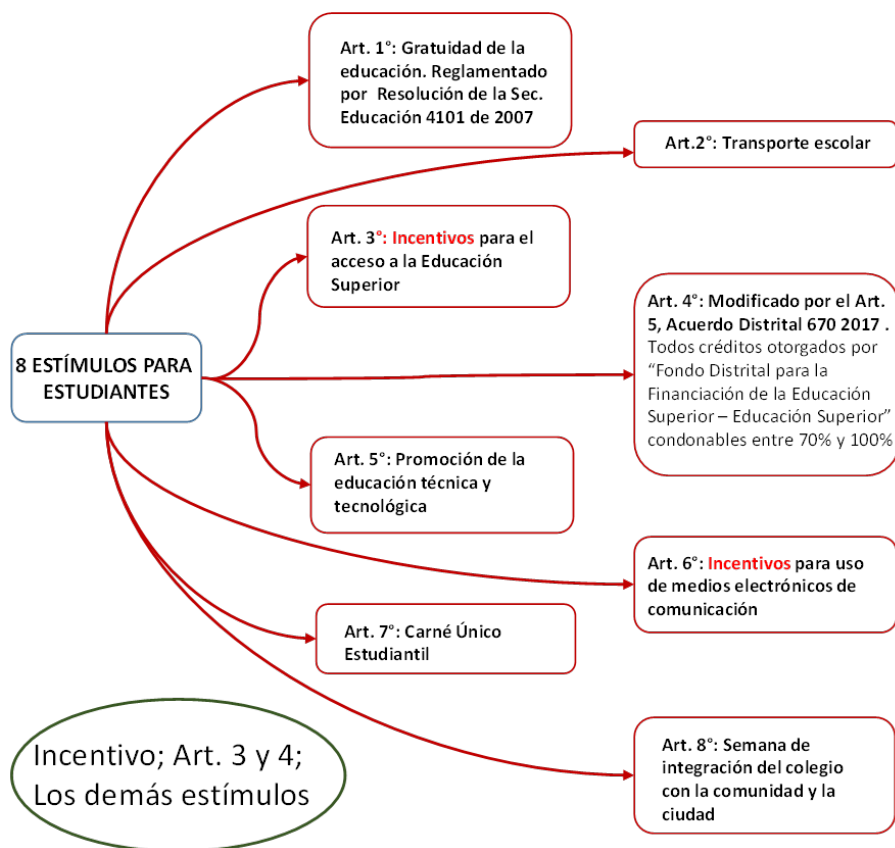 Art. 1°: Gratuidad de la
educación. Reglamentado
por Resolución de la Sec.
Educación 4101 de 2007
Art.2°: Transporte escolar
Art. 3°: Incentivos para el
acceso a la Educación
Superior
Art. 4°: Modificado por el Art.
5, Acuerdo Distrital 670 2017 .
Todos créditos otorgados por
“Fondo Distrital para la
Financiación de la Educación
Superior – Educación Superior”
condonables entre 70% y 100%
8 ESTÍMULOS PARA
ESTUDIANTES
Art. 5°: Promoción de la
educación técnica y
tecnológica
Art. 6°: Incentivos para uso
de medios electrónicos de
comunicación
Art. 7°: Carné Único
Estudiantil
Art. 8°: Semana de
integración del colegio
con la comunidad y la
ciudad
Incentivo; Art. 3 y 4;
Los demás estímulos